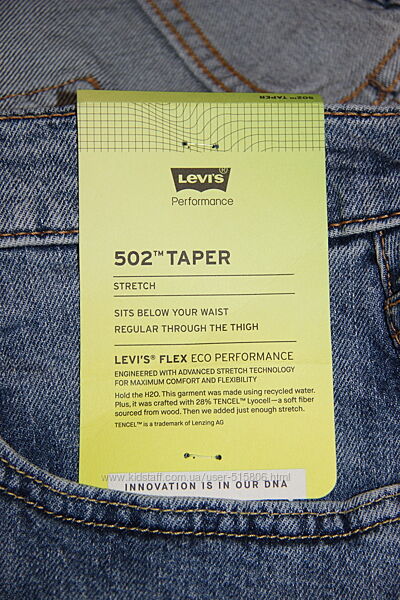 502™ TAPER
LEVI'S®
Performance
502™ TAPER
STRETCH
SITS BELOW YOUR WAIST
REGULAR THROUGH THE THIGH
LEVI'S® FLEX ECO PERFORMANCE
ENGINEERED WITH ADVANCED STRETCH TECHNOLOGY
FOR MAXIMUM COMFORT AND FLEXIBILITY
Hold the H2O. This garment was made using recycled water.
Plus, it was crafted with 28% TENCEL™ Lyocell—a soft fiber
sourced from wood. Then we added just enough stretch.
TENCEL™ is a trademark of Lenzing AG
www.kidstaff.com.ua/user-515806.html
INNOVATION IS IN OUR DNA